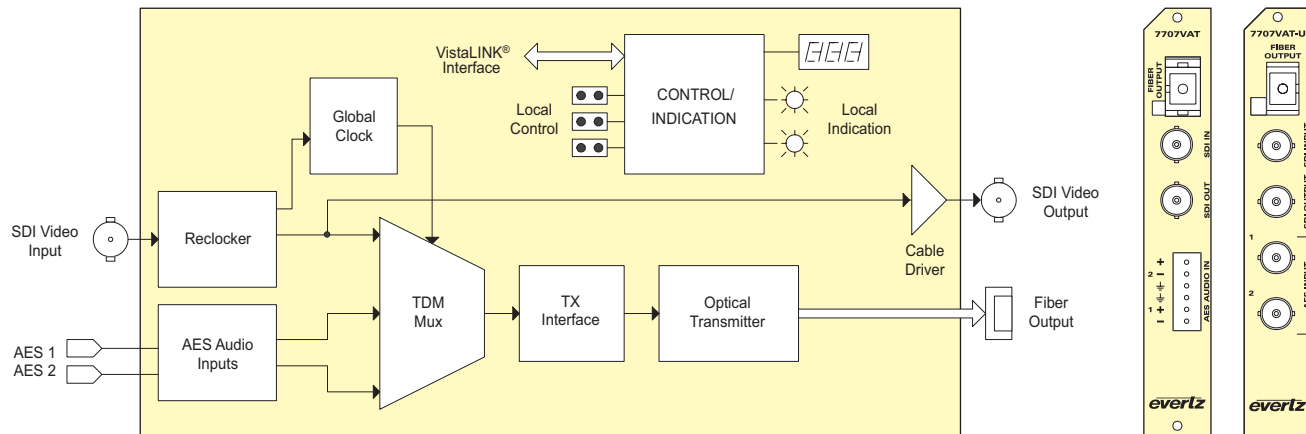 VistaLINK®
Interface
Local
Control
CONTROL/
INDICATION
Local
Indication
Global
Clock
SDI Video
Input
Reclocker
Cable
Driver
SDI Video
Output
AES 1
AES 2
AES Audio
Inputs
TDM
Mux
TX
Interface
Optical
Transmitter
Fiber
Output
7707VAT
FIBER
OUTPUT
SDI IN
SDI OUT
+
2 –
+
1
–
AES AUDIO IN
evertz
7707VAT-U
FIBER
OUTPUT
1
2
evertz